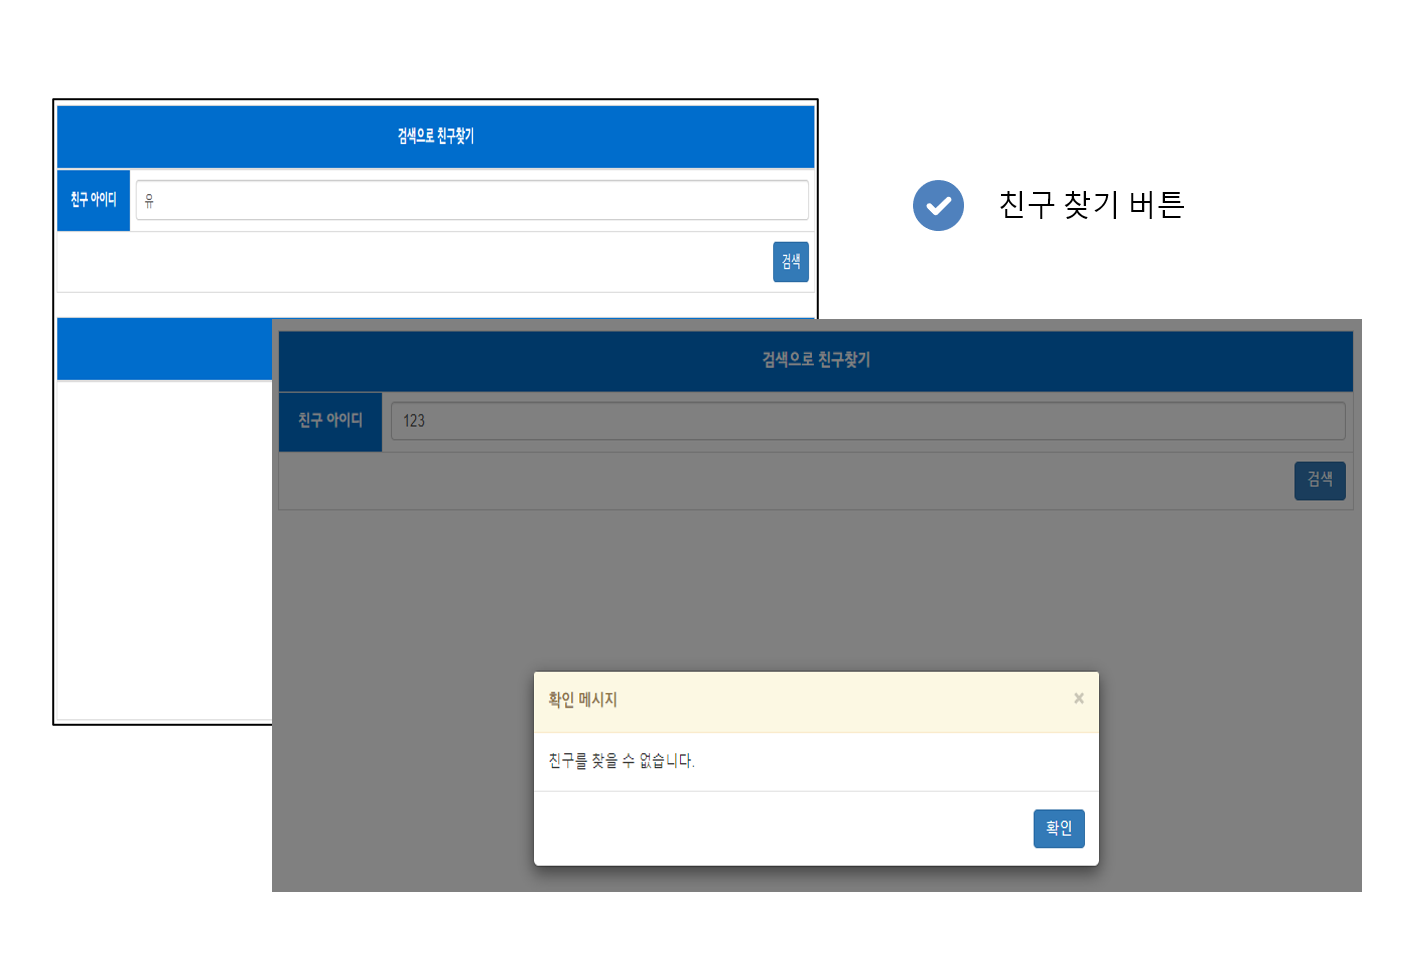 검색으로 친구찾기
친구 아이디
유
검색
친구 찾기 버튼
검색으로 친구찾기
친구 아이디
123
검색
확인 메시지
×
친구를 찾을 수 없습니다.
확인